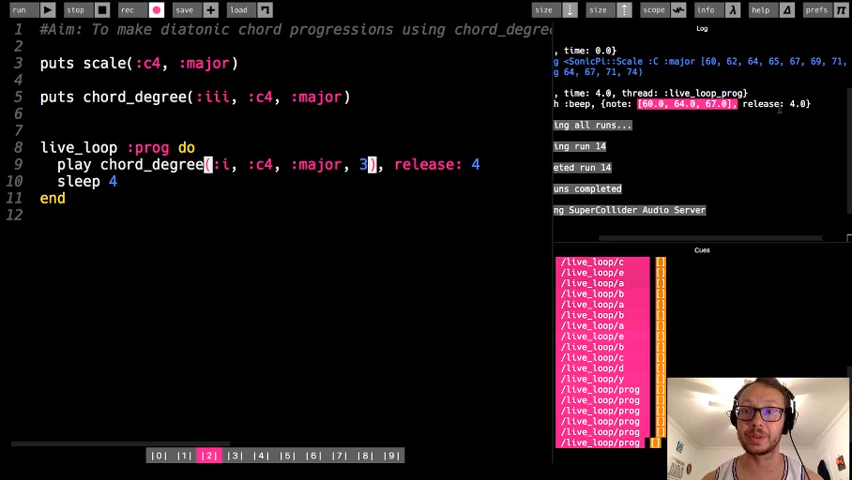 run ▶ stop ■ rec ● save + load size size scope info λ help Δ prefs π
1 #Aim: To make diatonic chord progressions using chord_degre
2
3 puts scale(:c4, :major)
4
5 puts chord_degree(:iii, :c4, :major)
6
7
8 live_loop :prog do
9 play chord_degree(:i, :c4, :major, 3), release: 4
10 sleep 4
11 end
12
|0| |1| |2| |3| |4| |5| |6| |7| |8| |9|
Log
, time: 0.0}
g <SonicPi::Scale :C :major [60, 62, 64, 65, 67, 69, 71,
g 64, 67, 71, 74)
, time: 4.0, thread: :live_loop_prog}
h :beep, {note: [60.0, 64.0, 67.0], release: 4.0}
ing all runs...
ing run 14
eted run 14
uns completed
ng SuperCollider Audio Server
Cues
/live_loop/c []
/live_loop/e []
/live_loop/a []
/live_loop/b []
/live_loop/a []
/live_loop/b []
/live_loop/a []
/live_loop/e []
/live_loop/b []
/live_loop/c []
/live_loop/d []
/live_loop/y []
/live_loop/prog []
/live_loop/prog
/live_loop/prog
/live_loop/prog
/live_loop/prog
/live_loop/prog []